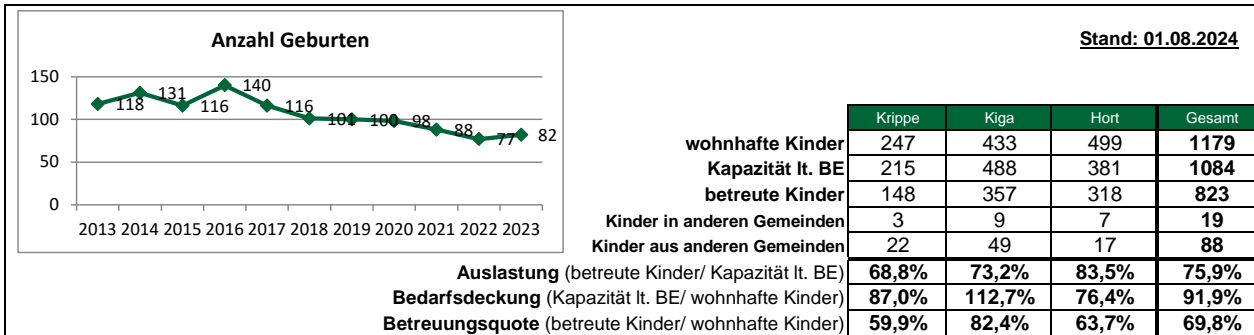 Anzahl Geburten
Stand: 01.08.2024
150
100
50
0
118 131 116 140 116 101 100 98 88 77 82
2013 2014 2015 2016 2017 2018 2019 2020 2021 2022 2023
Krippe Kiga Hort Gesamt
wohnhafte Kinder 247 433 499 1179
Kapazität lt. BE 215 488 381 1084
betreute Kinder 148 357 318 823
Kinder in anderen Gemeinden 3 9 7 19
Kinder aus anderen Gemeinden 22 49 17 88
Auslastung (betreute Kinder/ Kapazität lt. BE) 68,8% 73,2% 83,5% 75,9%
Bedarfsdeckung (Kapazität lt. BE/ wohnhafte Kinder) 87,0% 112,7% 76,4% 91,9%
Betreuungsquote (betreute Kinder/ wohnhafte Kinder) 59,9% 82,4% 63,7% 69,8%